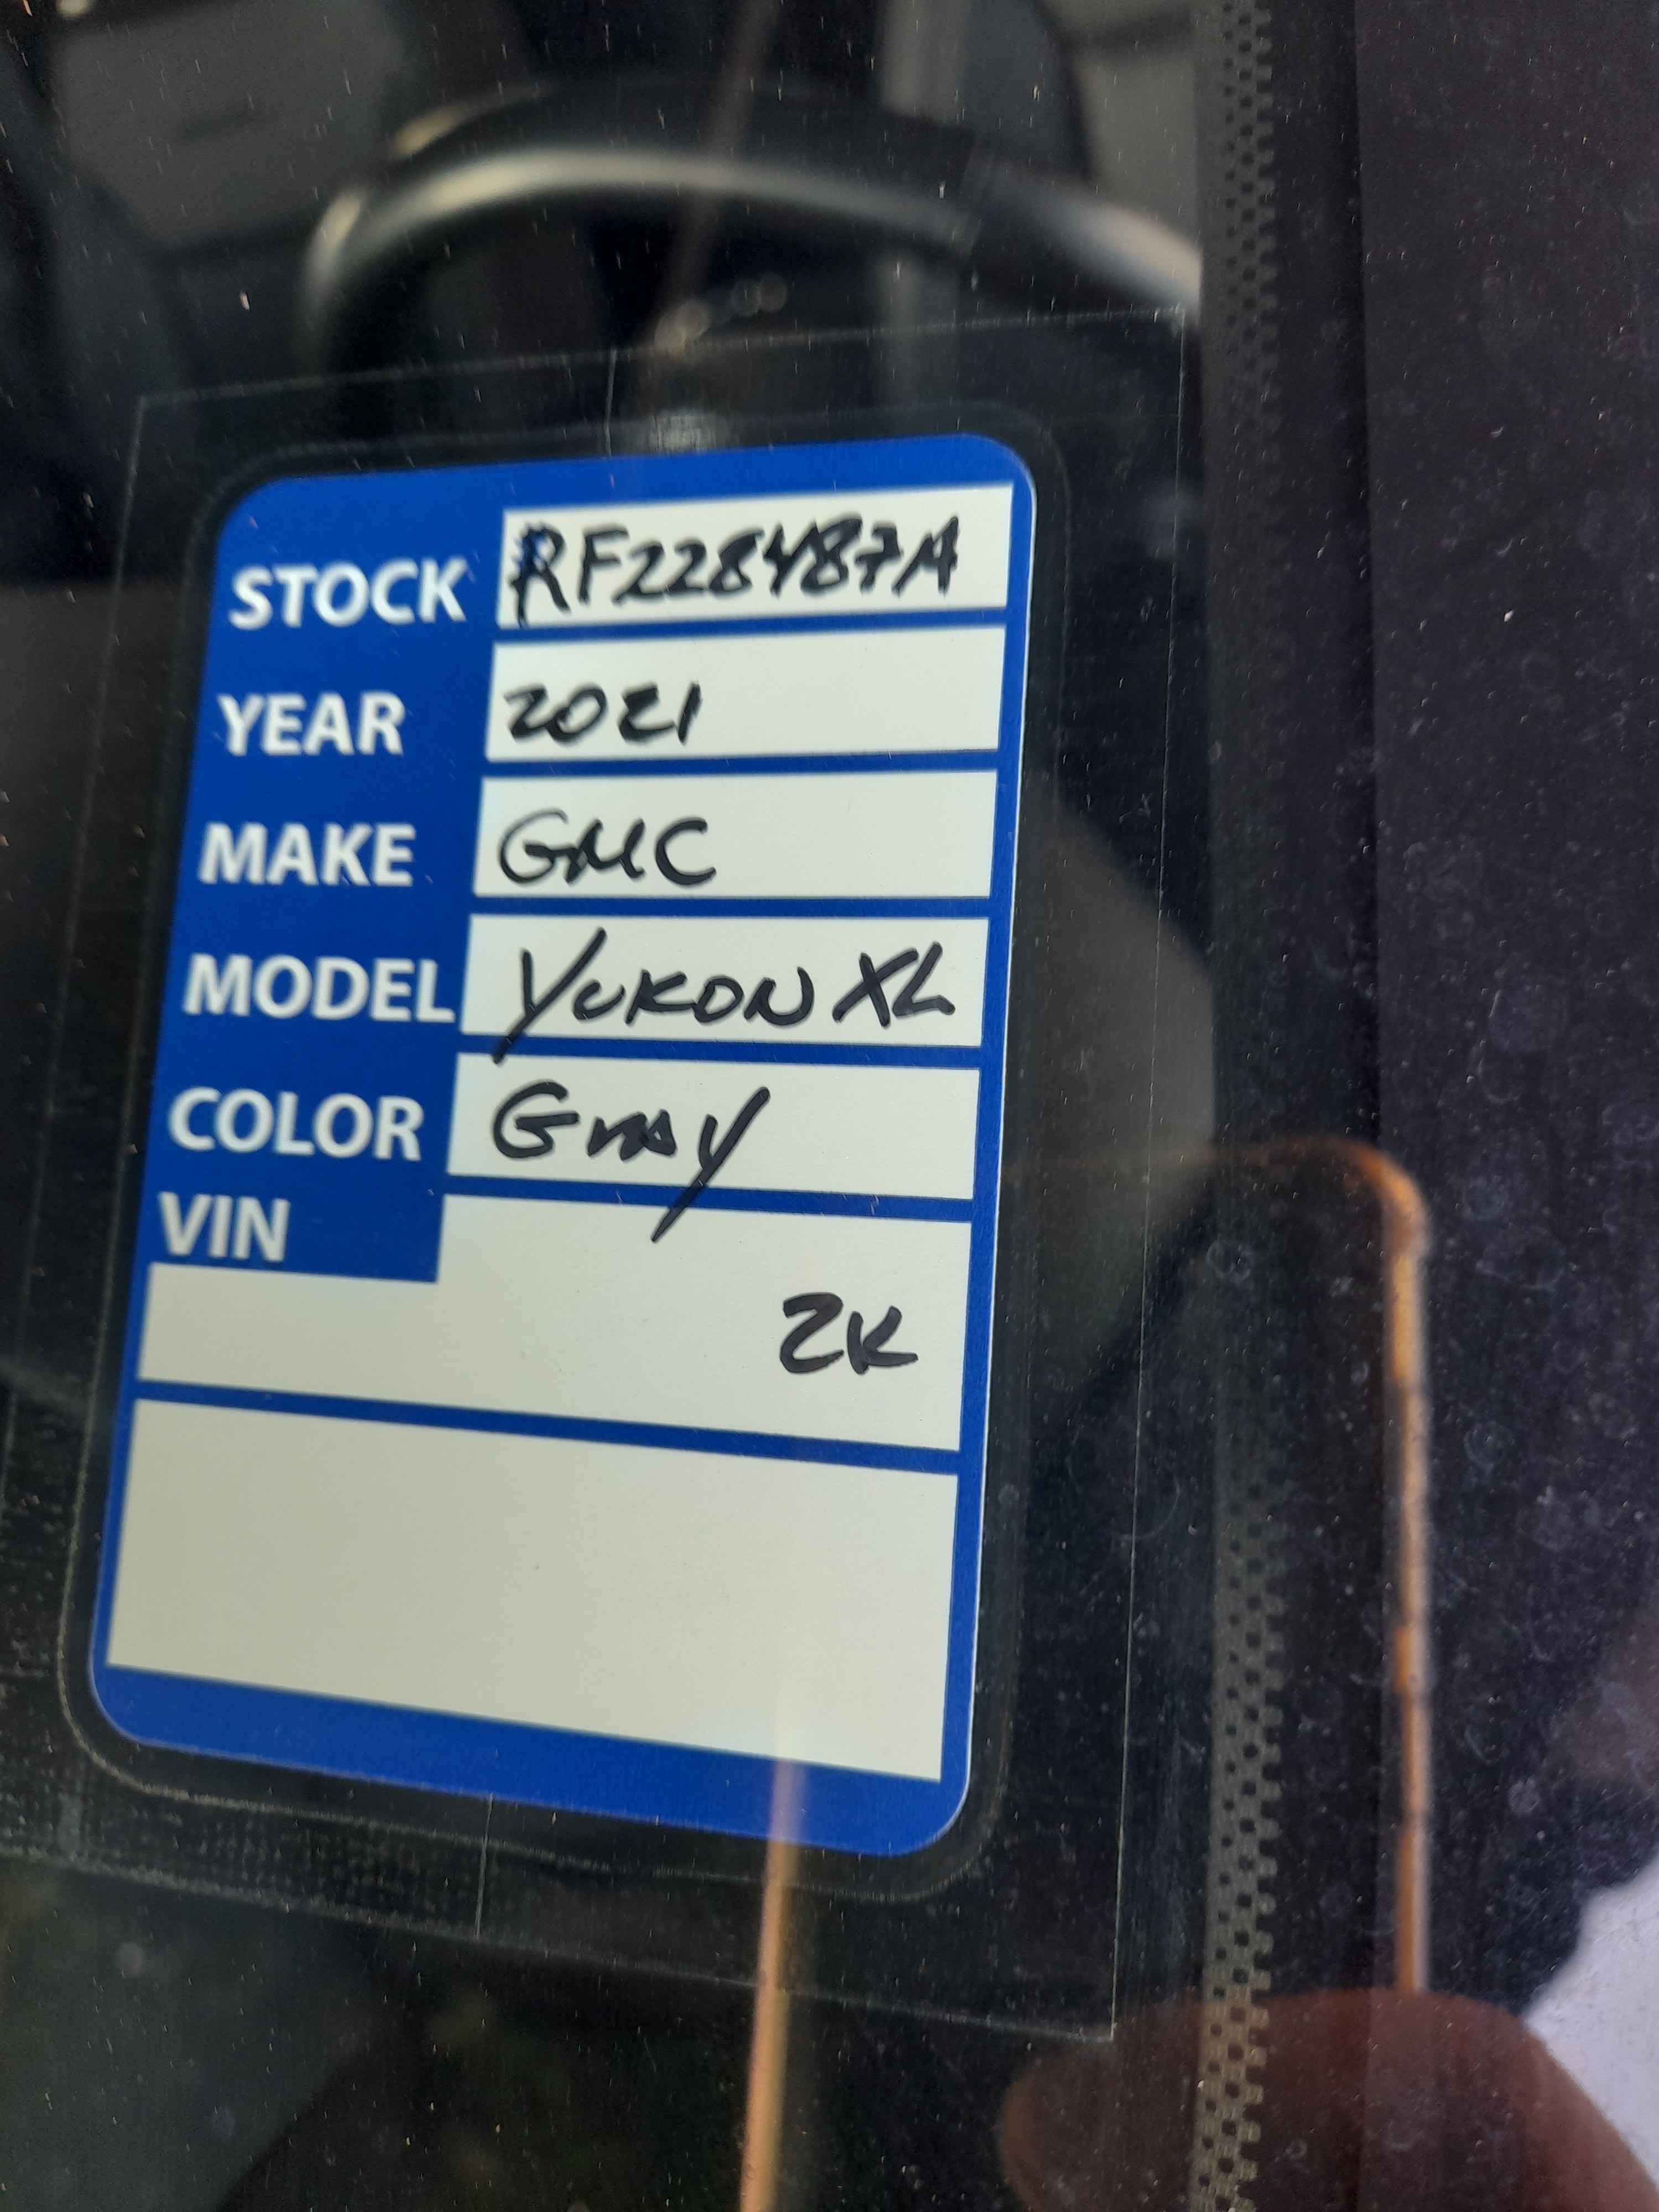 STOCK RF228487A
YEAR 2021
MAKE GMC
MODEL YUKON XL
COLOR Gray
VIN
2K